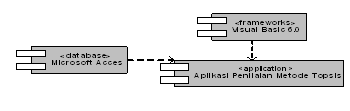 «frameworks»
Visual Basic 6.0
«database»
Microsoft Acces
«application»
Aplikasi Penilaian Metode Topsis